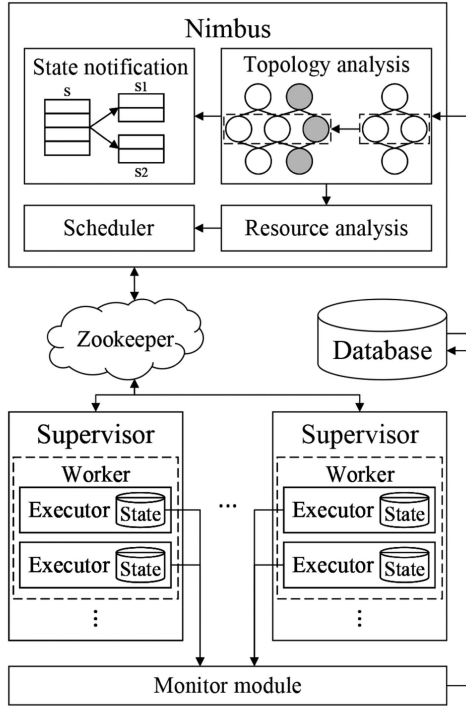 Nimbus
State notification
Topology analysis
s
s1
s2
Scheduler
Resource analysis
Zookeeper
Database
Supervisor
Supervisor
Worker
Worker
Executor State
Executor State
...
Executor State
Executor State
Monitor module